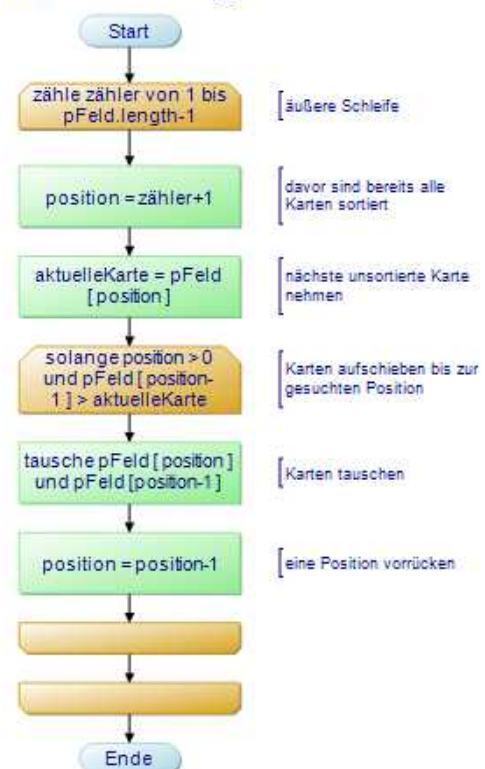 Start
zähle zähler von 1 bis
pFeld.length-1
äußere Schleife
position = zähler+1
davor sind bereits alle
Karten sortiert
aktuelleKarte = pFeld
[ position ]
nächste unsortierte Karte
nehmen
solange position > 0
und pFeld [ position-
1 ] > aktuelleKarte
Karten aufschieben bis zur
gesuchten Position
tausche pFeld [ position ]
und pFeld [position-1 ]
Karten tauschen
position = position-1
eine Position vorrücken
Ende